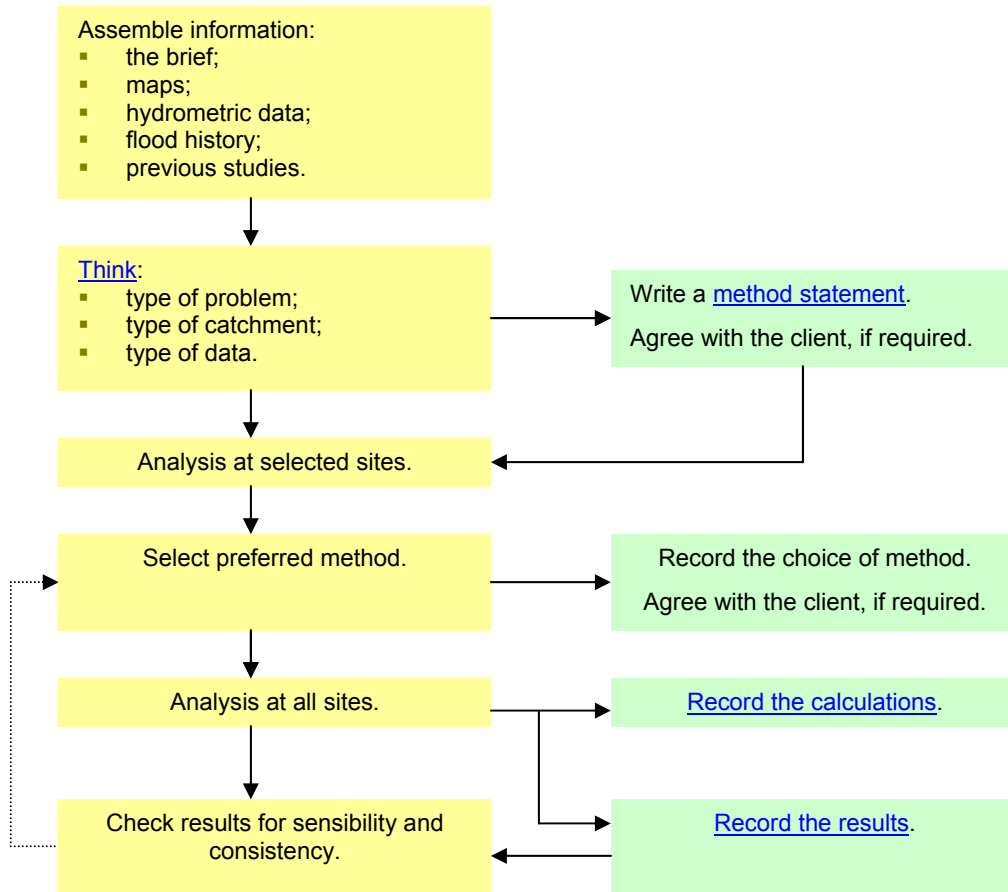 Assemble information:
▪ the brief;
▪ maps;
▪ hydrometric data;
▪ flood history;
▪ previous studies.
Think:
▪ type of problem;
▪ type of catchment;
▪ type of data.
Write a method statement.
Agree with the client, if required.
Analysis at selected sites.
Select preferred method.
Record the choice of method.
Agree with the client, if required.
Analysis at all sites.
Record the calculations.
Check results for sensibility and
consistency.
Record the results.